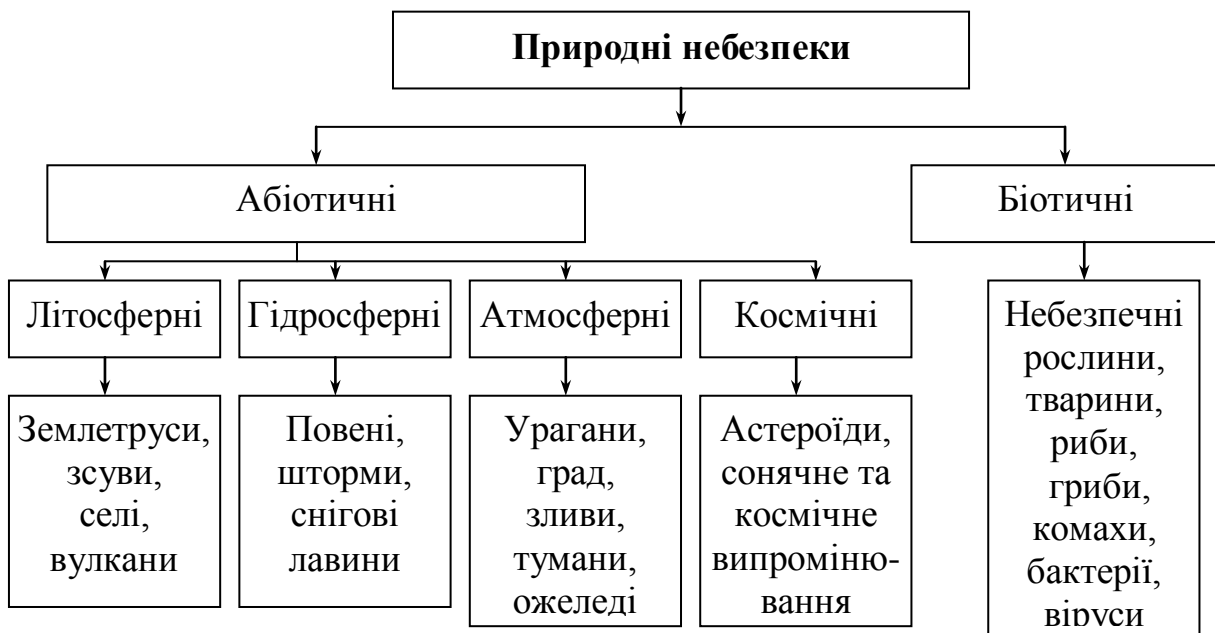 Природні небезпеки
Абіотичні
Біотичні
Літосферні
Гідросферні
Атмосферні
Космічні
Землетруси,
зсуви,
селі,
вулкани
Повені,
шторми,
снігові
лавини
Урагани,
град,
зливи,
тумани,
ожеледі
Астероїди,
сонячне та
космічне
випроміню-
вання
Небезпечні
рослини,
тварини,
риби,
гриби,
комахи,
бактерії,
віруси